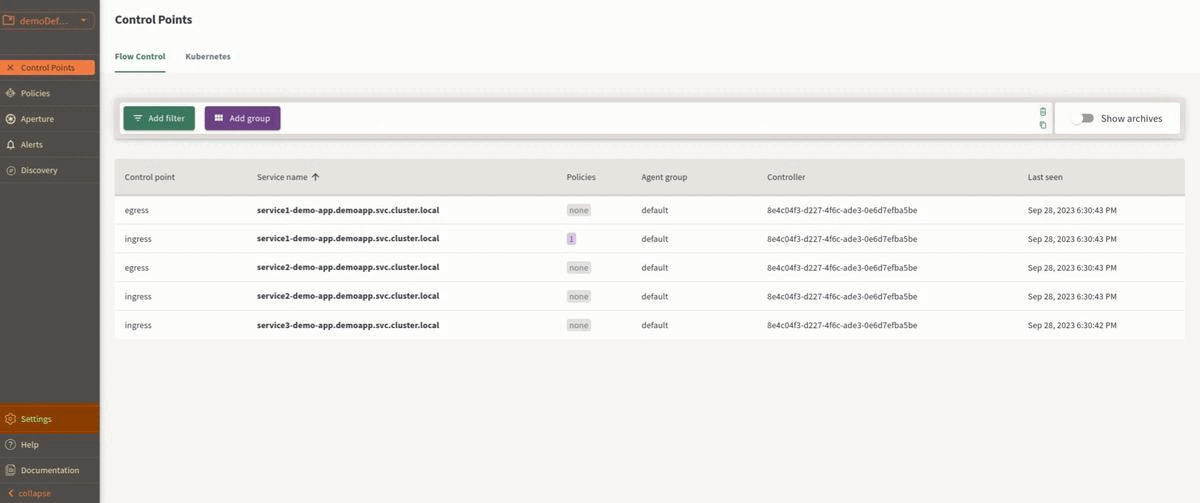 demoDef...
Control Points
Policies
Aperture
Alerts
Discovery
Settings
Help
Documentation
collapse
Control Points
Flow Control Kubernetes
Add filter Add group Show archives
Control point Service name Policies Agent group Controller Last seen
egress service1-demo-app.demoapp.svc.cluster.local none default 8e4c04f3-d227-4f6c-ade3-0e6d7efba5be Sep 28, 2023 6:30:43 PM
ingress service1-demo-app.demoapp.svc.cluster.local 1 default 8e4c04f3-d227-4f6c-ade3-0e6d7efba5be Sep 28, 2023 6:30:43 PM
egress service2-demo-app.demoapp.svc.cluster.local none default 8e4c04f3-d227-4f6c-ade3-0e6d7efba5be Sep 28, 2023 6:30:43 PM
ingress service2-demo-app.demoapp.svc.cluster.local none default 8e4c04f3-d227-4f6c-ade3-0e6d7efba5be Sep 28, 2023 6:30:43 PM
ingress service3-demo-app.demoapp.svc.cluster.local none default 8e4c04f3-d227-4f6c-ade3-0e6d7efba5be Sep 28, 2023 6:30:42 PM